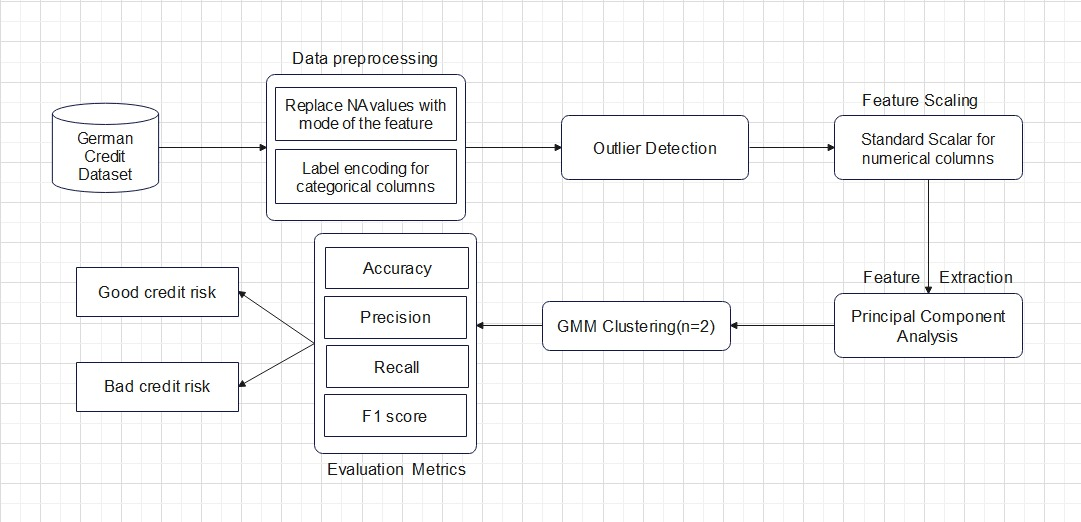 Data preprocessing
German
Credit
Dataset
Replace NA values with
mode of the feature
Label encoding for
categorical columns
Outlier Detection
Feature Scaling
Standard Scalar for
numerical columns
Feature Extraction
Principal Component
Analysis
GMM Clustering(n=2)
Accuracy
Precision
Recall
F1 score
Evaluation Metrics
Good credit risk
Bad credit risk